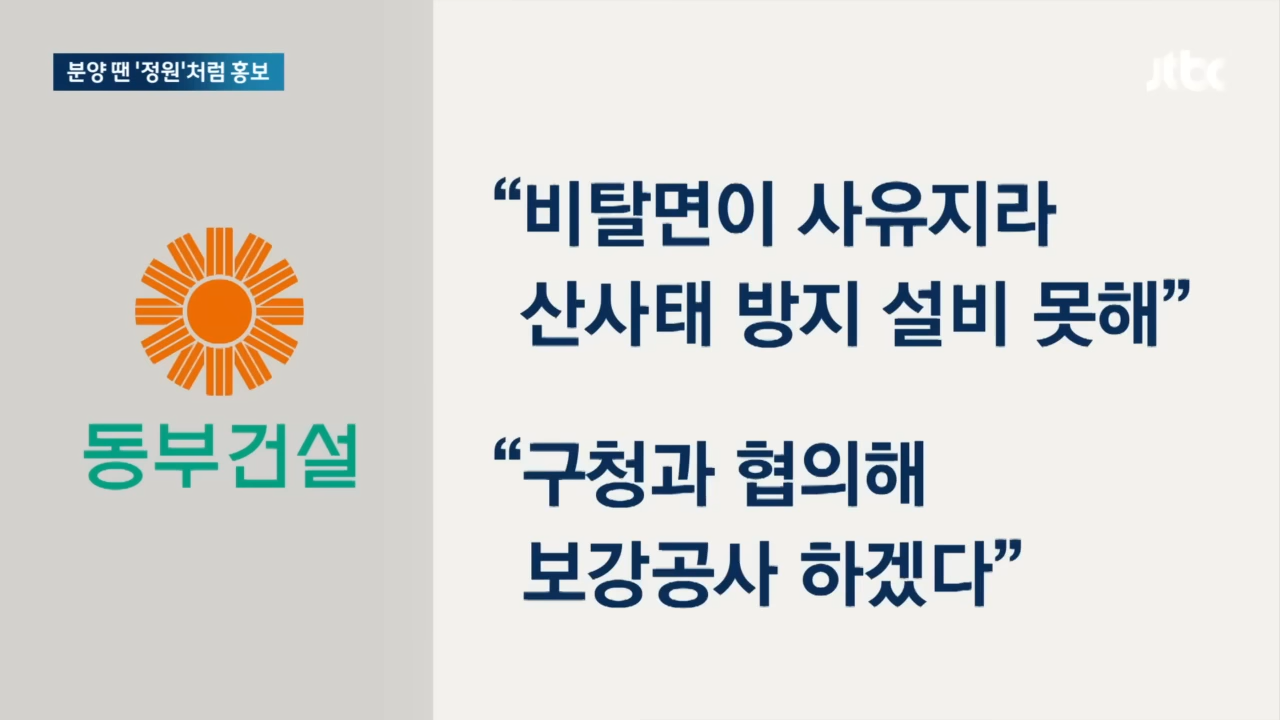 분양 땐 '정원'처럼 홍보
jtbc
“비탈면이 사유지라
산사태 방지 설비 못해”
동부건설
“구청과 협의해
보강공사 하겠다”